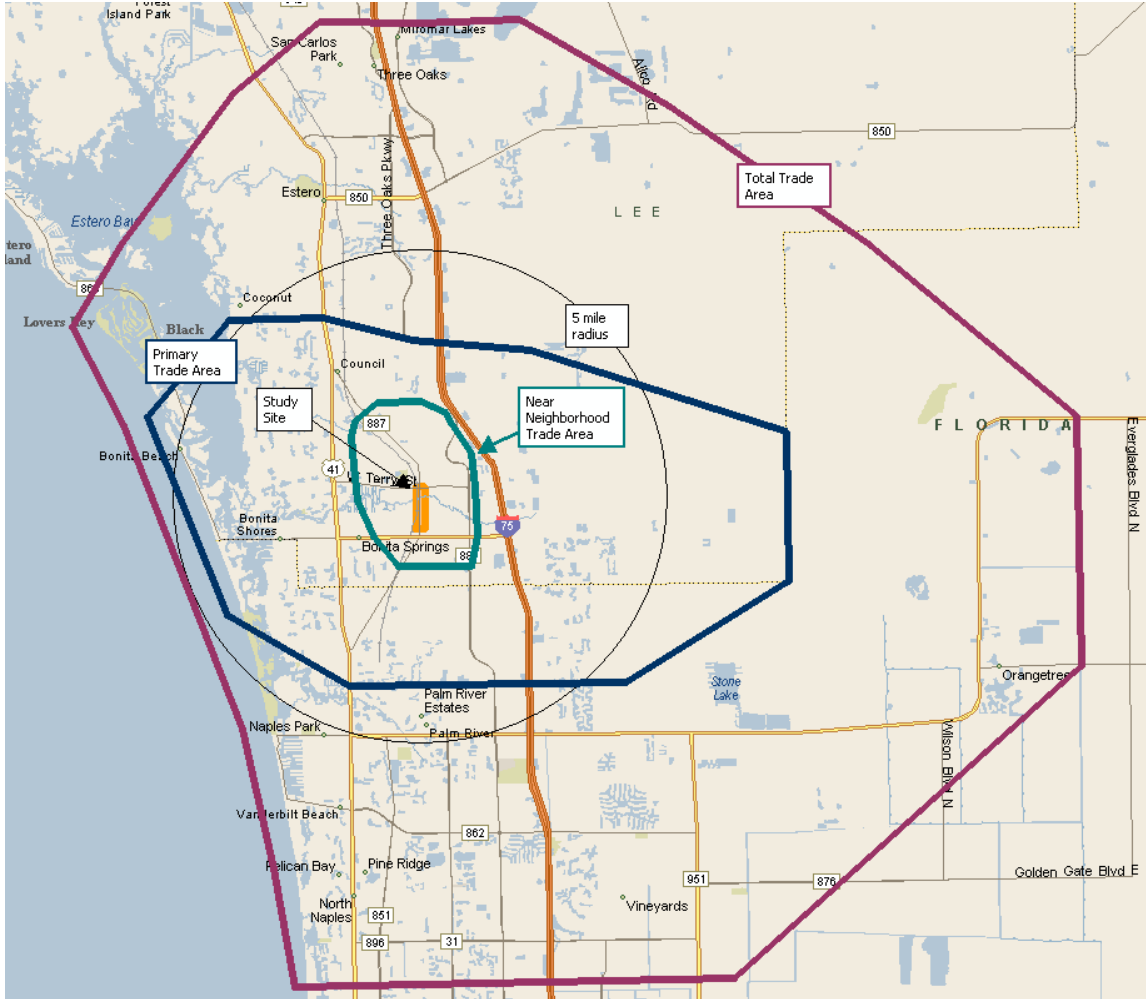 Forest
Island Park
San Carlos
Park
Miromar Lakes
Three Oaks
Alico Rd
850
Three Oaks Pkwy
Total Trade
Area
Estero
850
LEE
Estero Bay
Island
Coconut
Lovers Key
Black
5 mile
radius
Primary
Trade Area
Council
Study
Site
Near
Neighborhood
Trade Area
887
FLORIDA
Everglades Blvd N
Bonita Beach
41
W Terry St
Bonita
Shores
75
Bonita Springs
Stone
Lake
Orangetree
Palm River
Estates
Naples Park
Palm River
Wilson Blvd N
Vanderbilt Beach
862
Pelican Bay
Pine Ridge
951
876
Golden Gate Blvd E
North
Naples
851
Vineyards
896
31